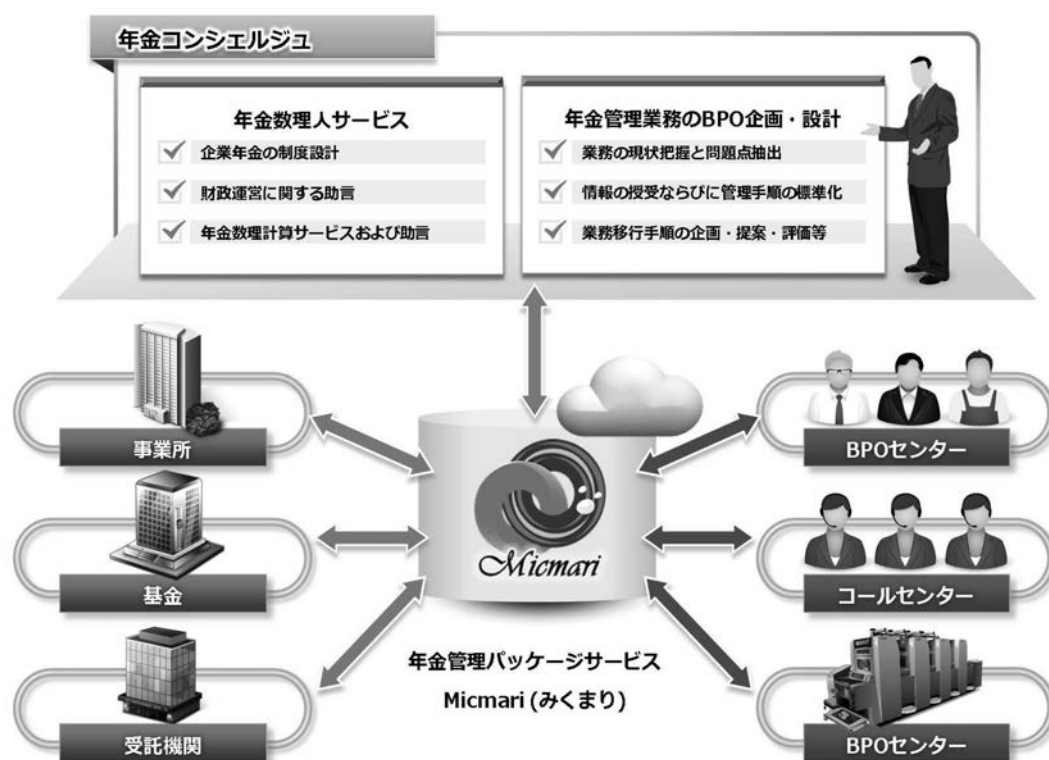 年金コンシェルジュ
年金数理人サービス
企業年金の制度設計
財政運営に関する助言
年金数理計算サービスおよび助言
年金管理業務のBPO企画・設計
業務の現状把握と問題点抽出
情報の授受ならびに管理手順の標準化
業務移行手順の企画・提案・評価等
事業所
基金
受託機関
Micmari
年金管理パッケージサービス
Micmari (みくまり)
BPOセンター
コールセンター
BPOセンター